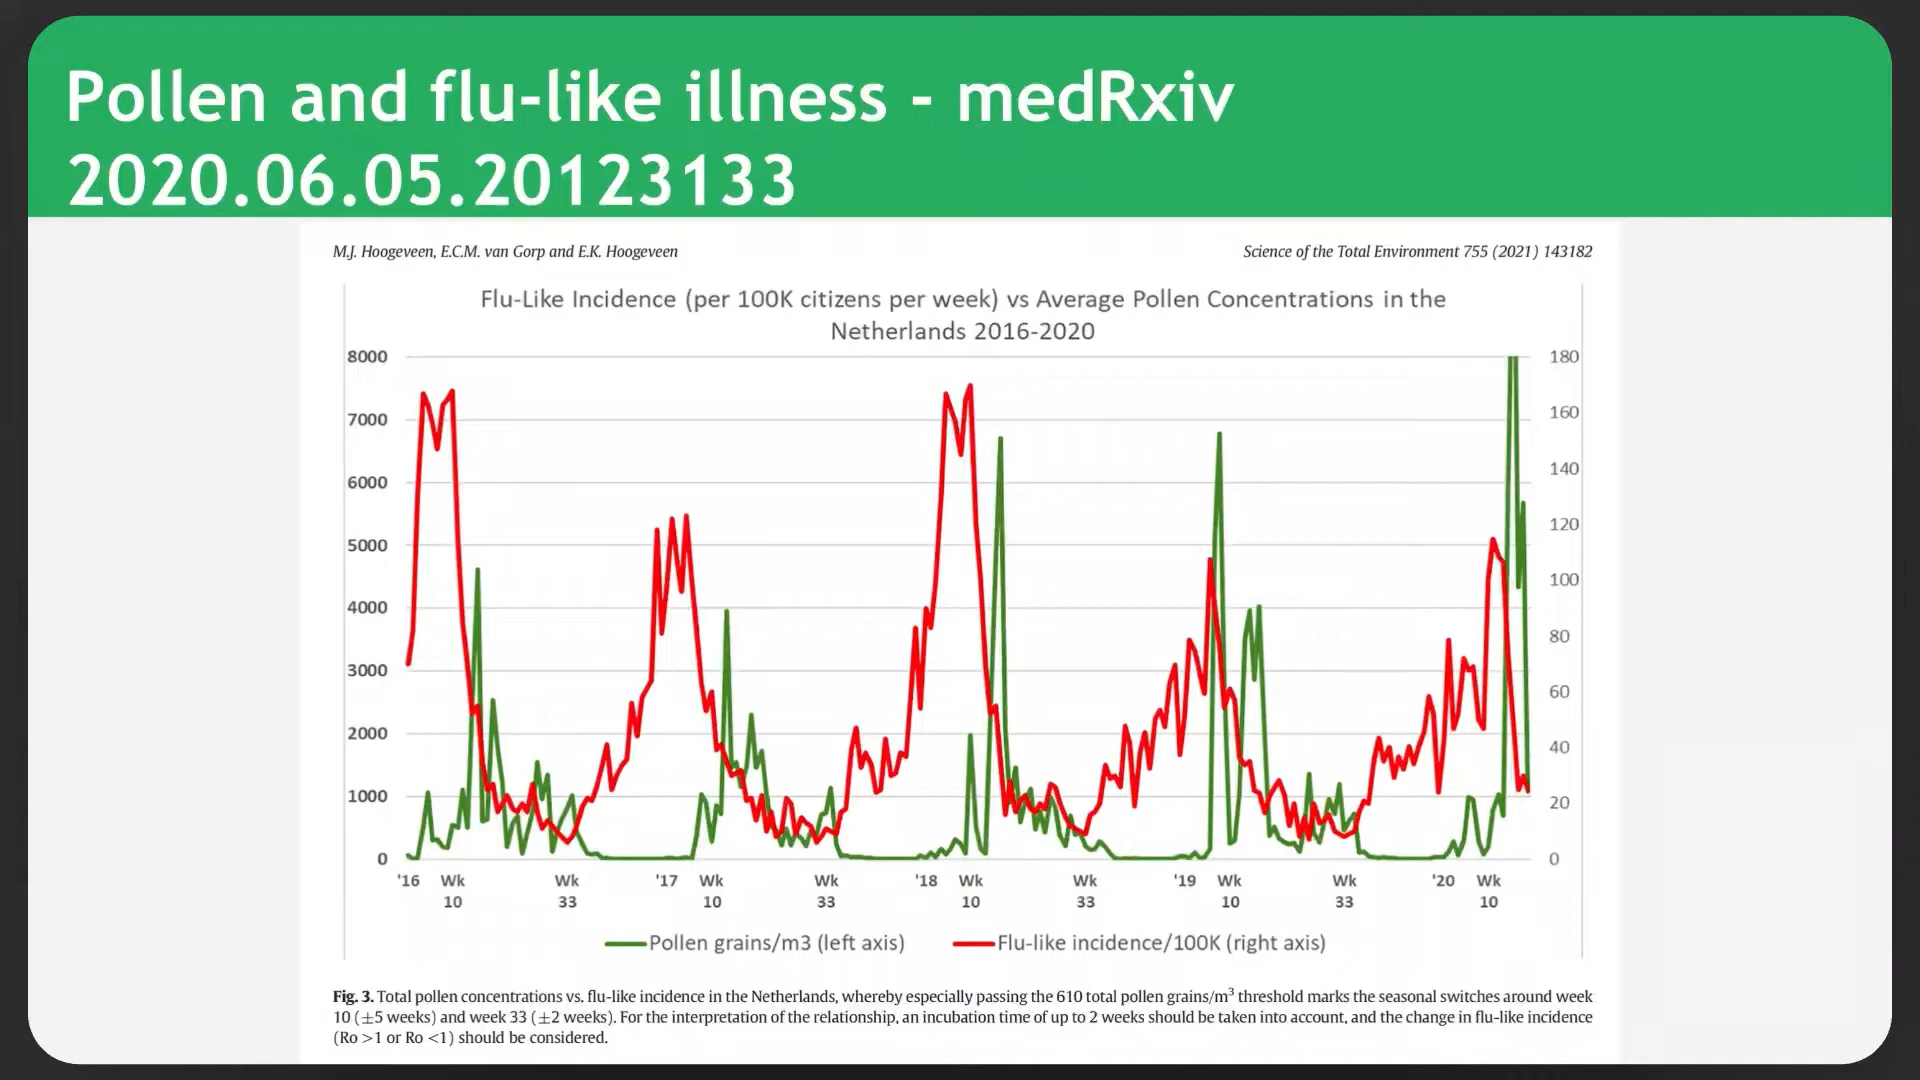 Pollen and flu-like illness - medRxiv
2020.06.05.20123133
M.J. Hoogeveen, E.C.M. van Gorp and E.K. Hoogeveen
Science of the Total Environment 755 (2021) 143182
Flu-Like Incidence (per 100K citizens per week) vs Average Pollen Concentrations in the
Netherlands 2016-2020
8000
7000
6000
5000
4000
3000
2000
1000
0
180
160
140
120
100
80
60
40
20
0
'16 Wk Wk '17 Wk Wk '18 Wk Wk '19 Wk Wk '20 Wk
10 33 10 33 10 33 10 33 10
Pollen grains/m3 (left axis) Flu-like incidence/100K (right axis)
Fig. 3. Total pollen concentrations vs. flu-like incidence in the Netherlands, whereby especially passing the 610 total pollen grains/m³ threshold marks the seasonal switches around week
10 (±5 weeks) and week 33 (±2 weeks). For the interpretation of the relationship, an incubation time of up to 2 weeks should be taken into account, and the change in flu-like incidence
(Ro >1 or Ro <1) should be considered.